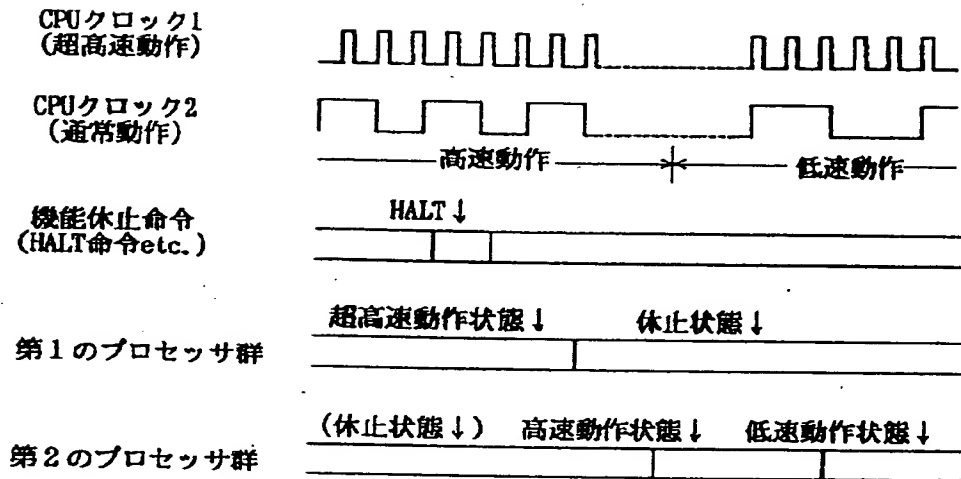 CPUクロック1
(超高速動作)
CPUクロック2
(通常動作)
高速動作
低速動作
機能休止命令
(HALT命令etc.)
HALT↓
超高速動作状態↓
休止状態↓
第1のプロセッサ群
(休止状態↓)
高速動作状態↓
低速動作状態↓
第2のプロセッサ群